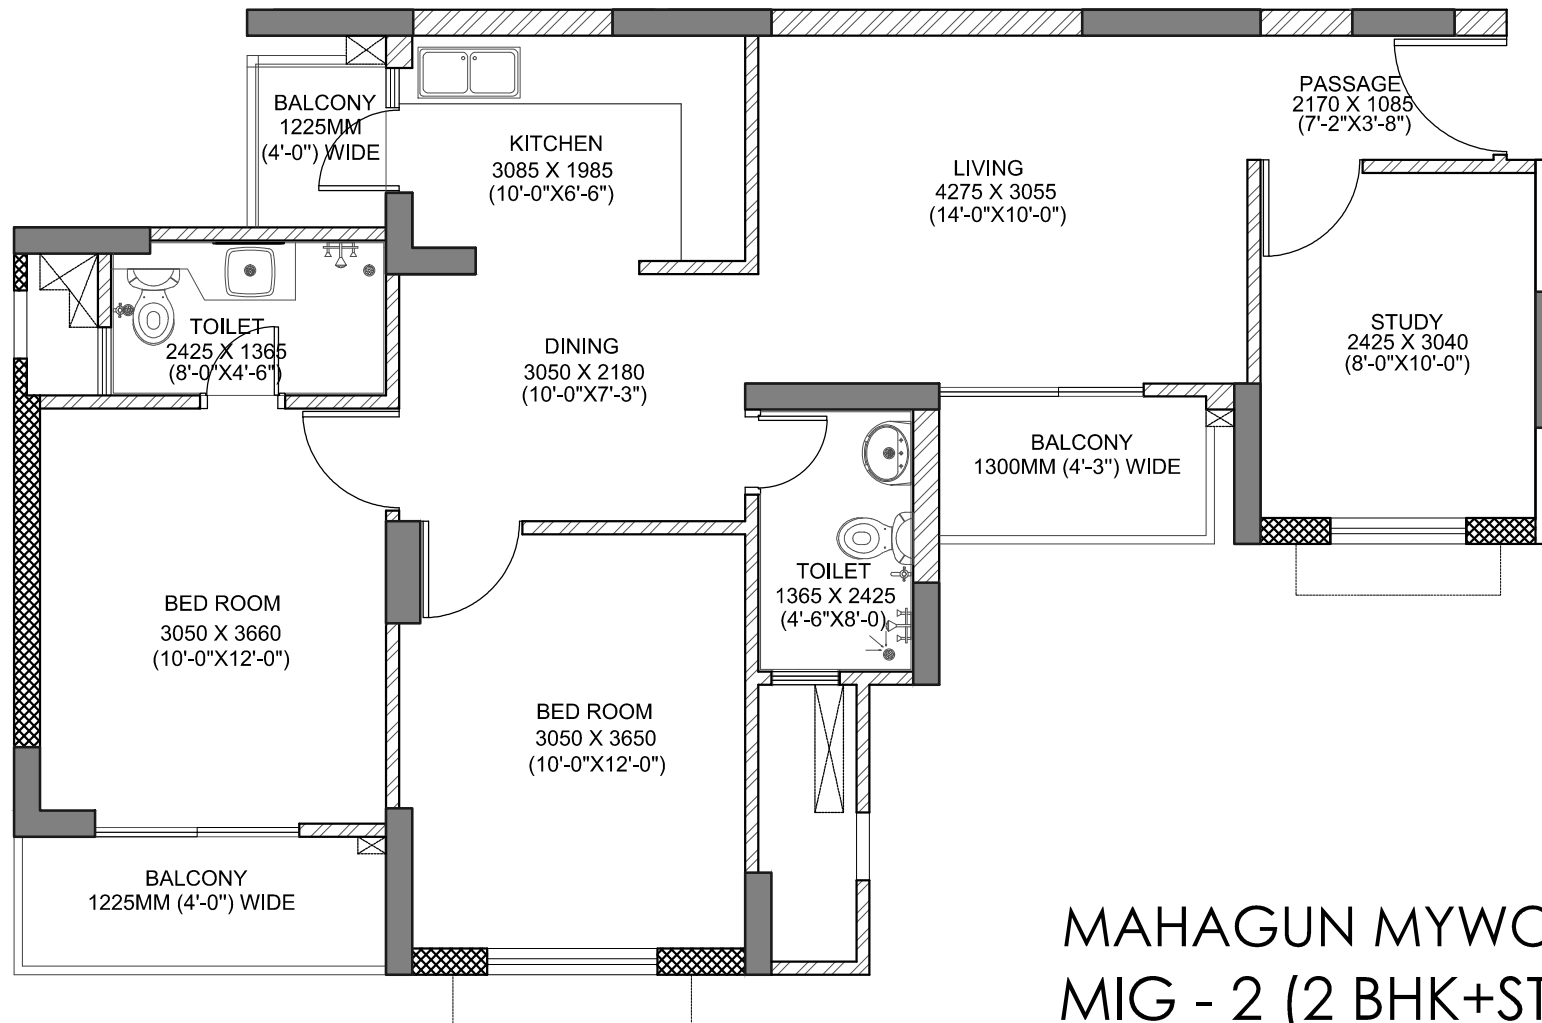 BALCONY
1225MM
(4'-0") WIDE
KITCHEN
3085 X 1985
(10'-0"X6'-6")
LIVING
4275 X 3055
(14'-0"X10'-0")
PASSAGE
2170 X 1085
(7'-2"X3'-8")
TOILET
2425 X 1365
(8'-0"X4'-6")
DINING
3050 X 2180
(10'-0"X7'-3")
STUDY
2425 X 3040
(8'-0"X10'-0")
BALCONY
1300MM (4'-3") WIDE
TOILET
1365 X 2425
(4'-6"X8'-0)
BED ROOM
3050 X 3660
(10'-0"X12'-0")
BED ROOM
3050 X 3650
(10'-0"X12'-0")
BALCONY
1225MM (4'-0") WIDE
MAHAGUN MYWO
MIG - 2 (2 BHK+ST